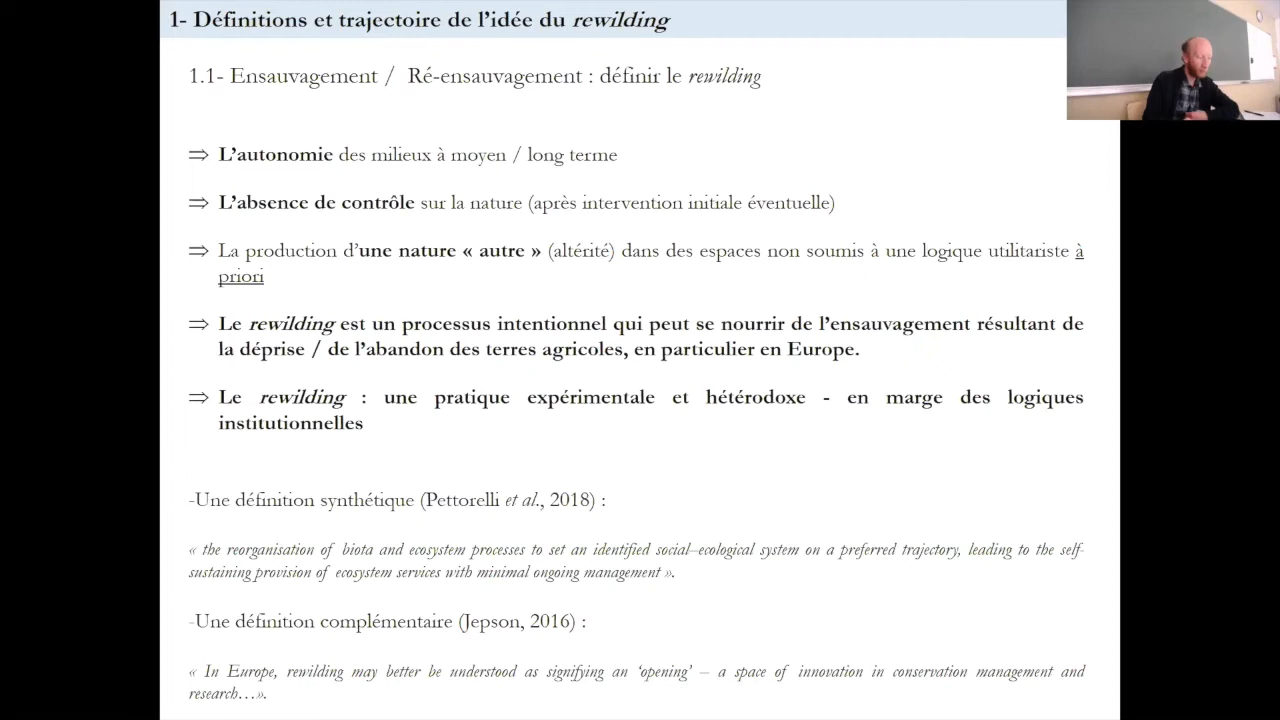 1- Définitions et trajectoire de l'idée du rewilding
1.1- Ensauvagement / Ré-ensauvagement : définir le rewilding
⇒ L'autonomie des milieux à moyen / long terme
⇒ L'absence de contrôle sur la nature (après intervention initiale éventuelle)
⇒ La production d'une nature « autre » (altérité) dans des espaces non soumis à une logique utilitariste à
priori
⇒ Le rewilding est un processus intentionnel qui peut se nourrir de l'ensauvagement résultant de
la déprise / de l'abandon des terres agricoles, en particulier en Europe.
⇒ Le rewilding : une pratique expérimentale et hétérodoxe - en marge des logiques
institutionnelles
-Une définition synthétique (Pettorelli et al., 2018) :
« the reorganisation of biota and ecosystem processes to set an identified social–ecological system on a preferred trajectory, leading to the self-
sustaining provision of ecosystem services with minimal ongoing management ».
-Une définition complémentaire (Jepson, 2016) :
« In Europe, rewilding may better be understood as signifying an 'opening' – a space of innovation in conservation management and
research…».